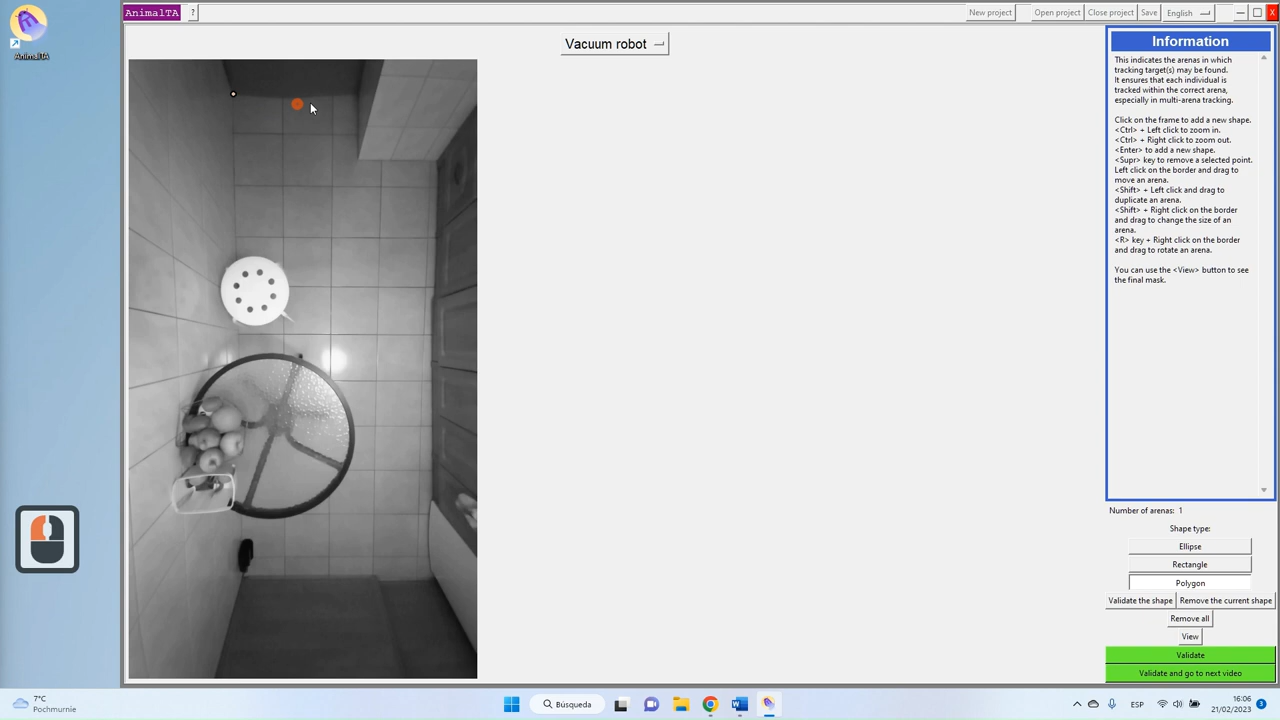 AnimalTA
?
New project
Open project
Close project
Save
English
X
AnimalTA
Vacuum robot
Information
This indicates the arenas in which
tracking target(s) may be found.
It ensures that each individual is
tracked within the correct arena,
especially in multi-arena tracking.
Click on the frame to add a new shape.
<Ctrl> + Left click to zoom in.
<Ctrl> + Right click to zoom out.
<Enter> to add a new shape.
<Supr> key to remove a selected point.
Left click on the border and drag to
move an arena.
<Shift> + Left click and drag to
duplicate an arena.
<Shift> + Right click on the border
and drag to change the size of an
arena.
<R> key + Right click on the border
and drag to rotate an arena.
You can use the <View> button to see
the final mask.
Number of arenas: 1
Shape type:
Ellipse
Rectangle
Polygon
Validate the shape
Remove the current shape
Remove all
View
Validate
Validate and go to next video
7°C
Pochmurnie
Búsqueda
ESP
16:06
21/02/2023
3